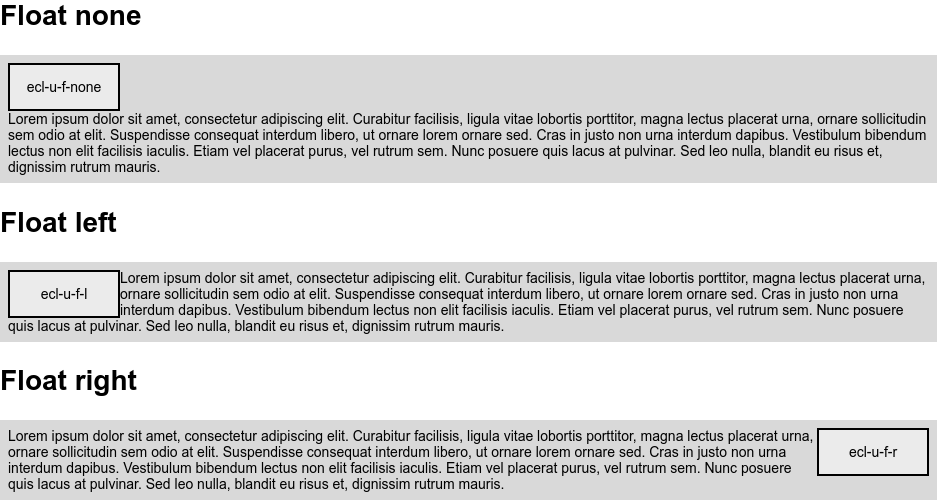 Float none
ecl-u-f-none
Lorem ipsum dolor sit amet, consectetur adipiscing elit. Curabitur facilisis, ligula vitae lobortis porttitor, magna lectus placerat urna, ornare sollicitudin
sem odio at elit. Suspendisse consequat interdum libero, ut ornare lorem ornare sed. Cras in justo non urna interdum dapibus. Vestibulum bibendum
lectus non elit facilisis iaculis. Etiam vel placerat purus, vel rutrum sem. Nunc posuere quis lacus at pulvinar. Sed leo nulla, blandit eu risus et,
dignissim rutrum mauris.
Float left
ecl-u-f-l
Lorem ipsum dolor sit amet, consectetur adipiscing elit. Curabitur facilisis, ligula vitae lobortis porttitor, magna lectus placerat urna,
ornare sollicitudin sem odio at elit. Suspendisse consequat interdum libero, ut ornare lorem ornare sed. Cras in justo non urna
interdum dapibus. Vestibulum bibendum lectus non elit facilisis iaculis. Etiam vel placerat purus, vel rutrum sem. Nunc posuere
quis lacus at pulvinar. Sed leo nulla, blandit eu risus et, dignissim rutrum mauris.
Float right
Lorem ipsum dolor sit amet, consectetur adipiscing elit. Curabitur facilisis, ligula vitae lobortis porttitor, magna lectus placerat urna,
ornare sollicitudin sem odio at elit. Suspendisse consequat interdum libero, ut ornare lorem ornare sed. Cras in justo non urna
interdum dapibus. Vestibulum bibendum lectus non elit facilisis iaculis. Etiam vel placerat purus, vel rutrum sem. Nunc posuere
quis lacus at pulvinar. Sed leo nulla, blandit eu risus et, dignissim rutrum mauris.
ecl-u-f-r